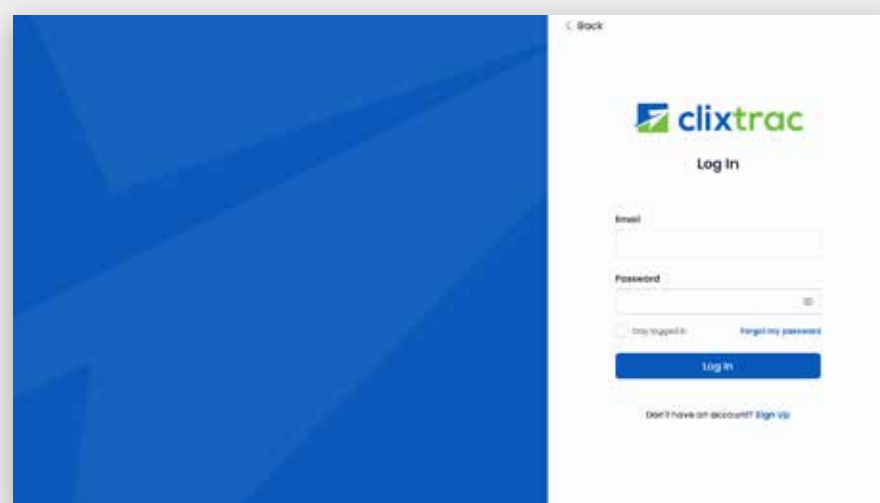 Back
clixtrac
Log In
Email
Password
Stay logged in
Forgot my password
Log In
Don't have an account? Sign Up